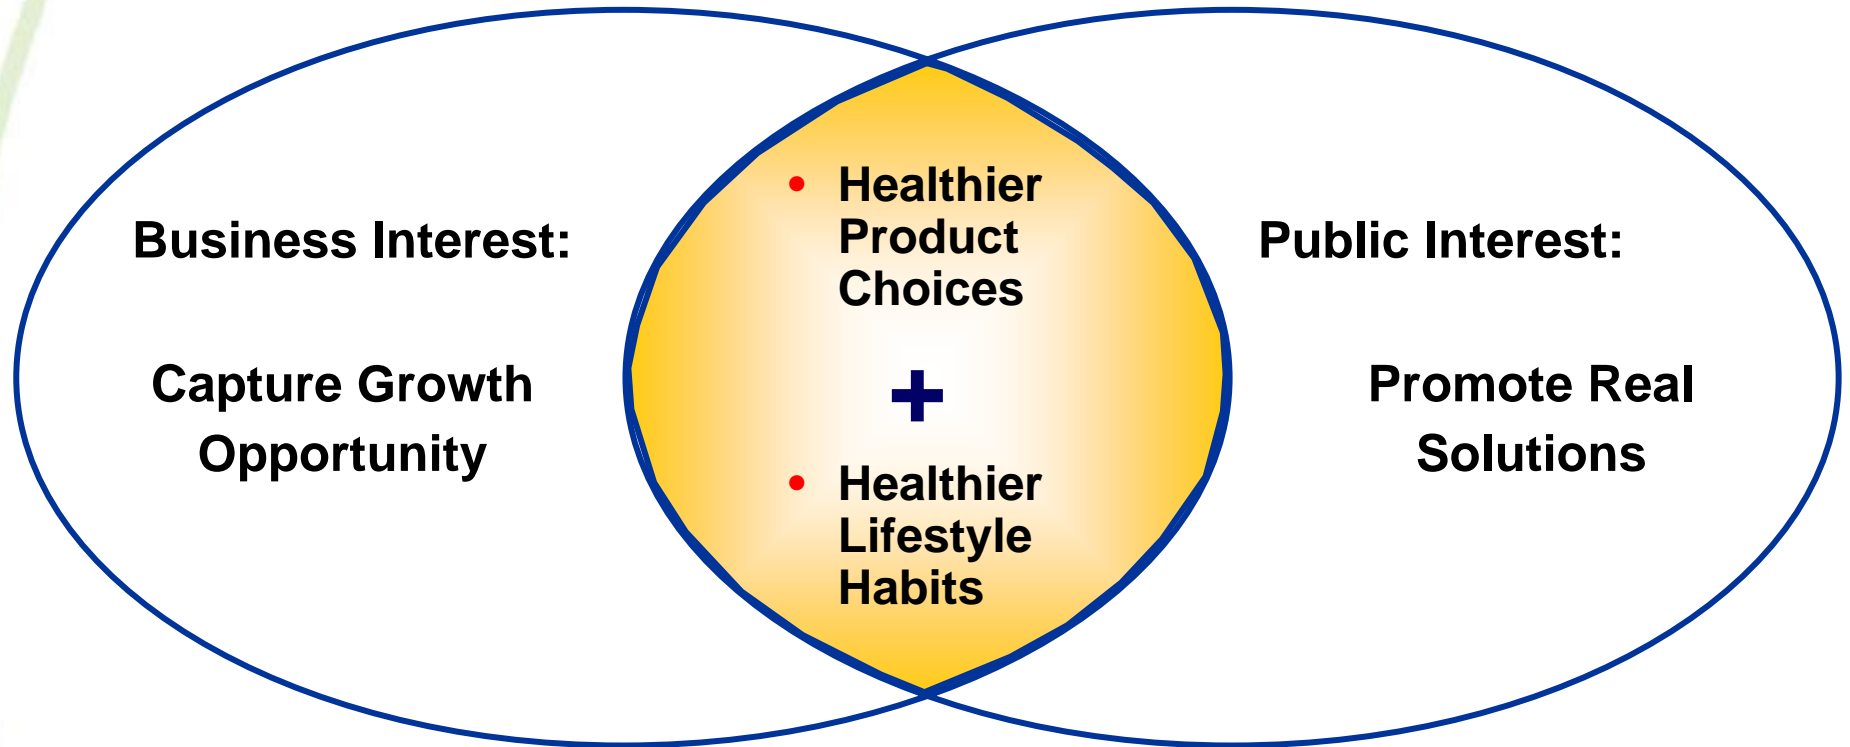 Business Interest:
Capture Growth
Opportunity
• Healthier
Product
Choices
+
• Healthier
Lifestyle
Habits
Public Interest:
Promote Real
Solutions